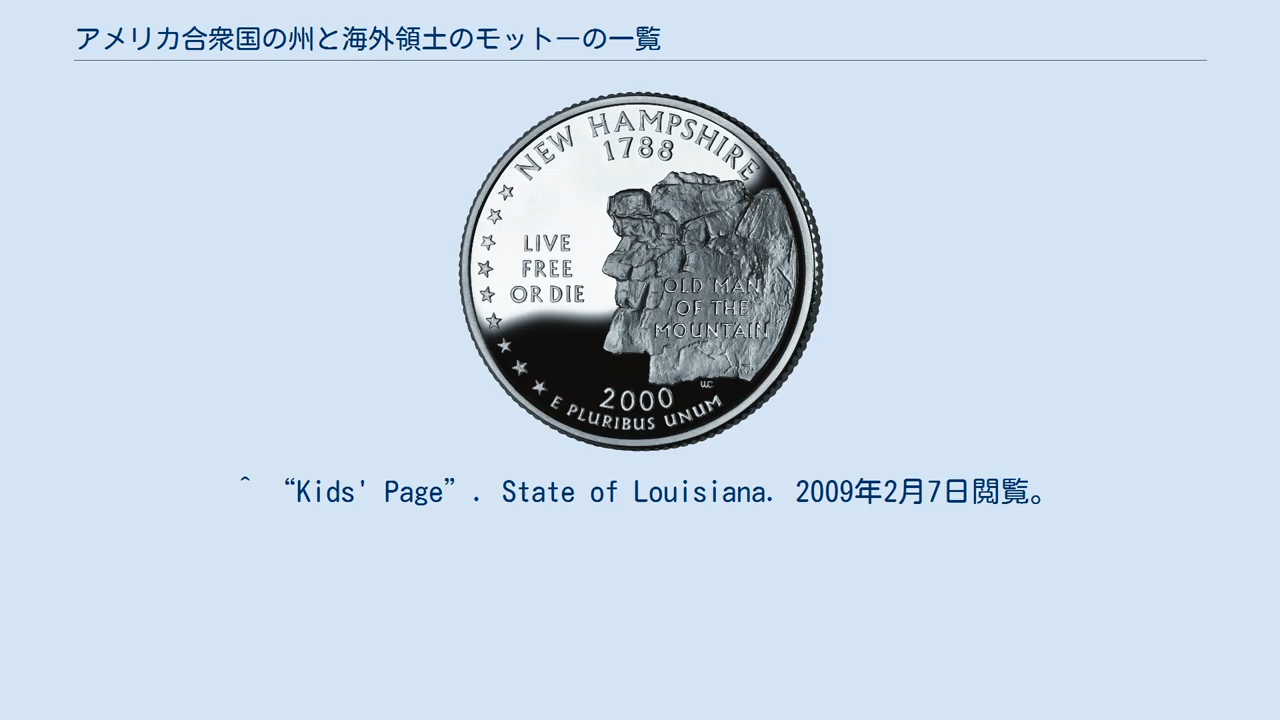 アメリカ合衆国の州と海外領土のモットーの一覧
NEW HAMPSHIRE
1788
LIVE
FREE
OR DIE
OLD MAN
OF THE
MOUNTAIN
UC
2000
E PLURIBUS UNUM
^ “Kids' Page”. State of Louisiana. 2009年2月7日閲覧。